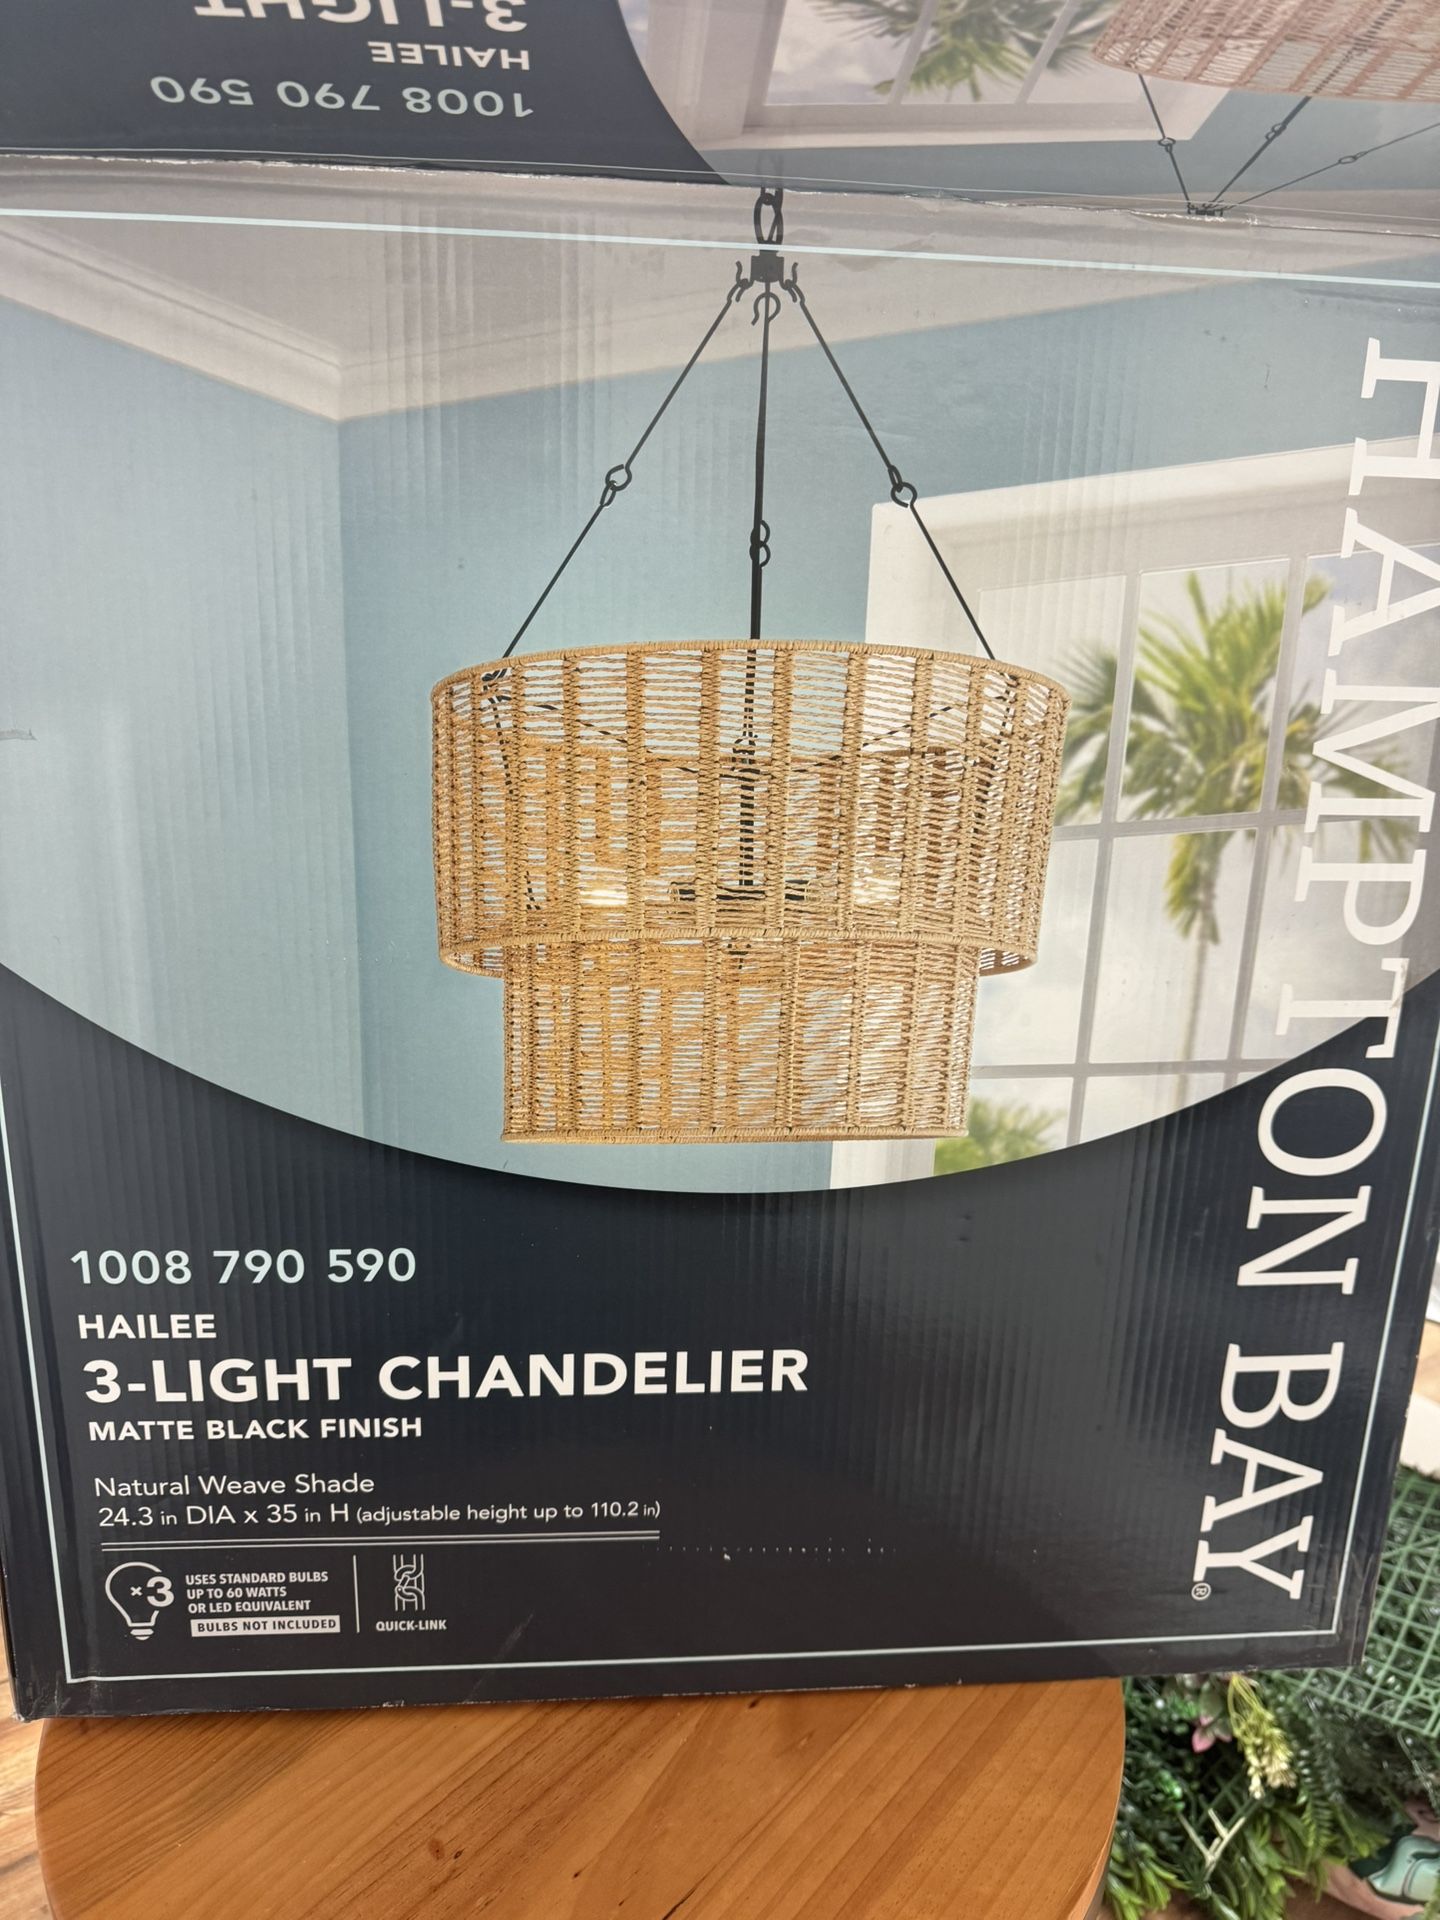 3-LIGHT
HAILEE
1008 790 590
HAMPTON BAY®
1008 790 590
HAILEE
3-LIGHT CHANDELIER
MATTE BLACK FINISH
Natural Weave Shade
24.3 in DIA x 35 in H (adjustable height up to 110.2 in)
×3
USES STANDARD BULBS
UP TO 60 WATTS
OR LED EQUIVALENT
BULBS NOT INCLUDED
QUICK-LINK